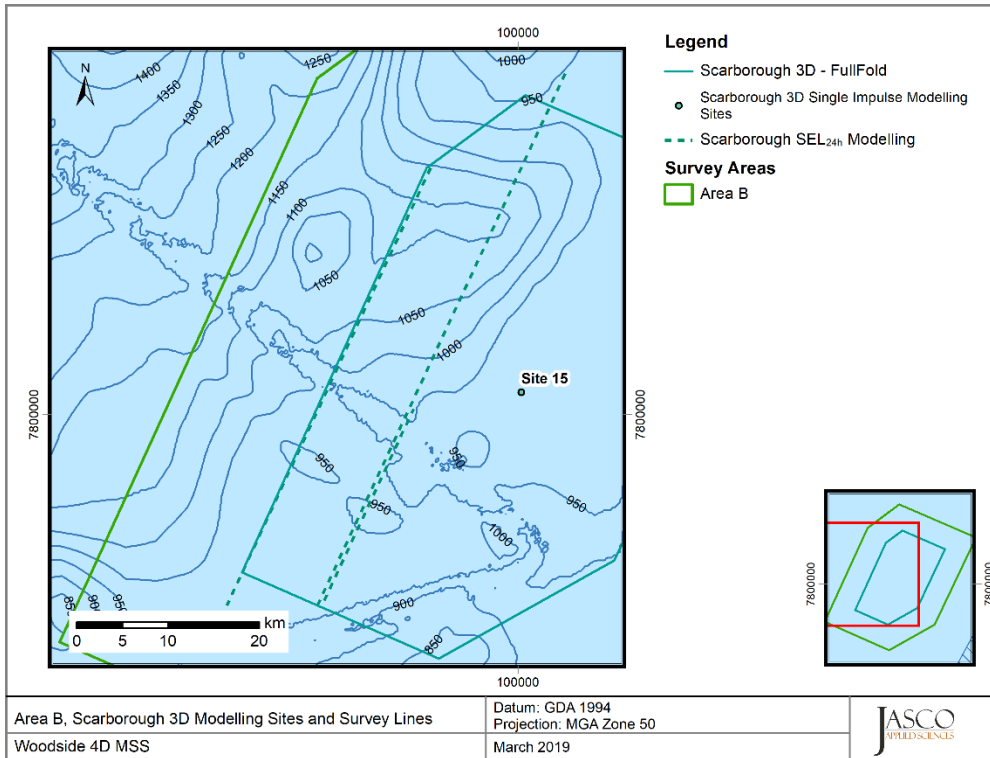 100000
N
1400
1350
1300
1250
1200
1250
1000
950
1150
1100
1050
1050
1000
Site 15
7800000
7800000
950
950
950
950
1000
900
850
850
900
950
km
0 5 10 20
100000
Legend
Scarborough 3D - FullFold
Scarborough 3D Single Impulse Modelling
Sites
Scarborough SEL24h Modelling
Survey Areas
Area B
7800000
7800000
Area B, Scarborough 3D Modelling Sites and Survey Lines
Woodside 4D MSS
Datum: GDA 1994
Projection: MGA Zone 50
March 2019
JASCO
APPLIED SCIENCES